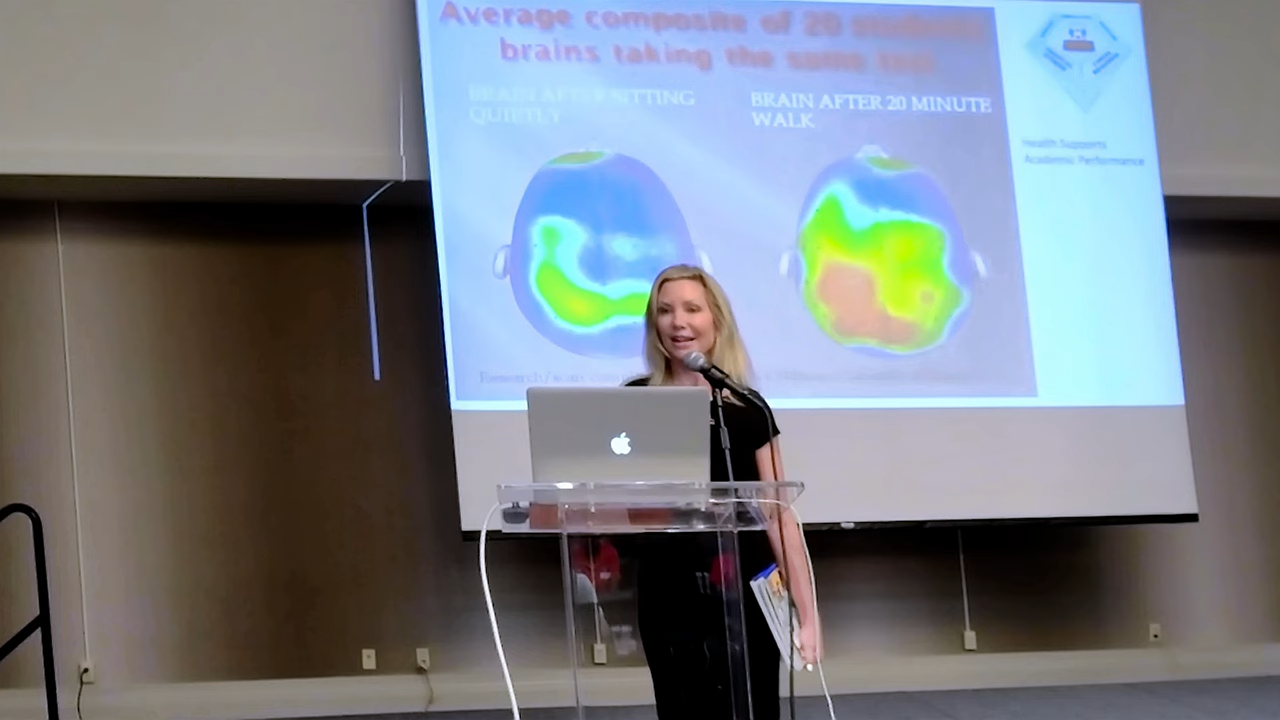 Average composite of 20 students
brains taking the same test
BRAIN AFTER SITTING
QUIETLY
BRAIN AFTER 20 MINUTE
WALK
Health Supports
Academic Performance
Research/scan